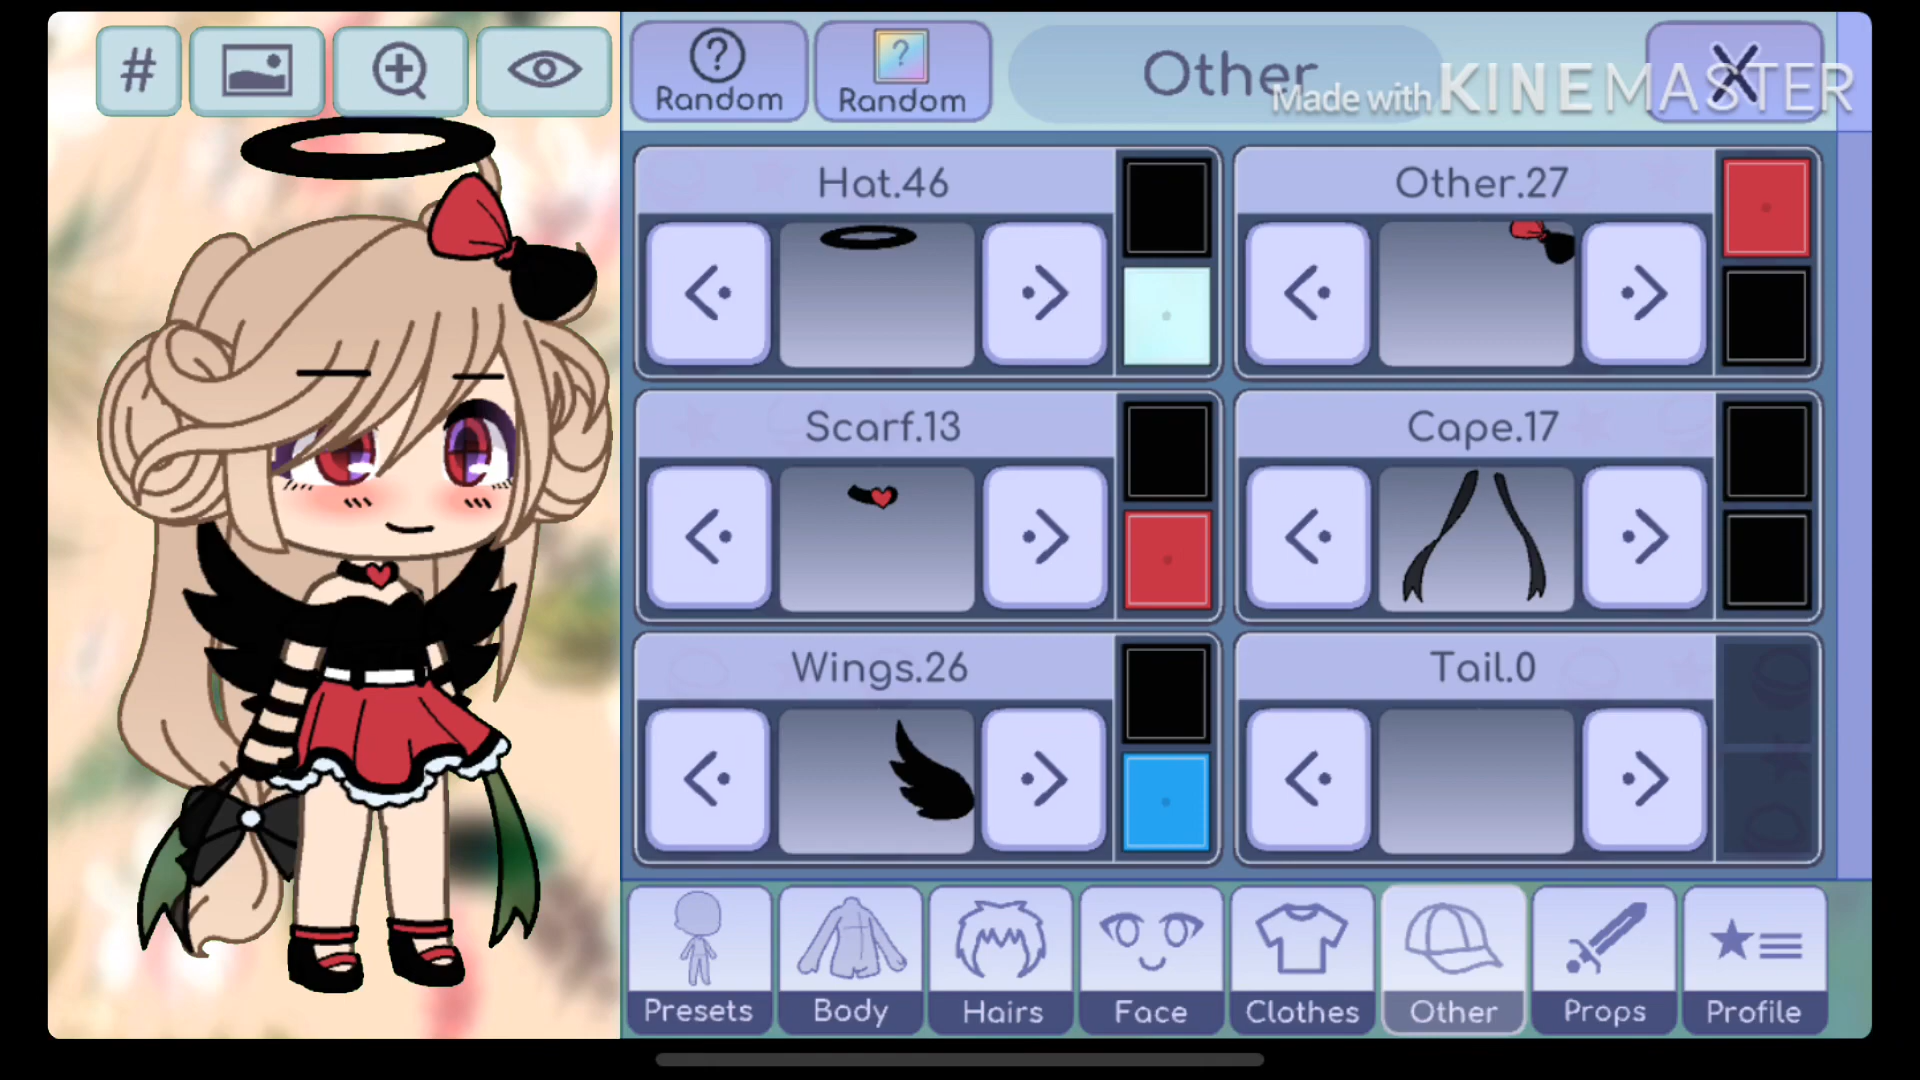 #
? Random
? Random
Other
X
Made with KINEMASTER
Hat.46
Other.27
Scarf.13
Cape.17
Wings.26
Tail.0
Presets
Body
Hairs
Face
Clothes
Other
Props
Profile